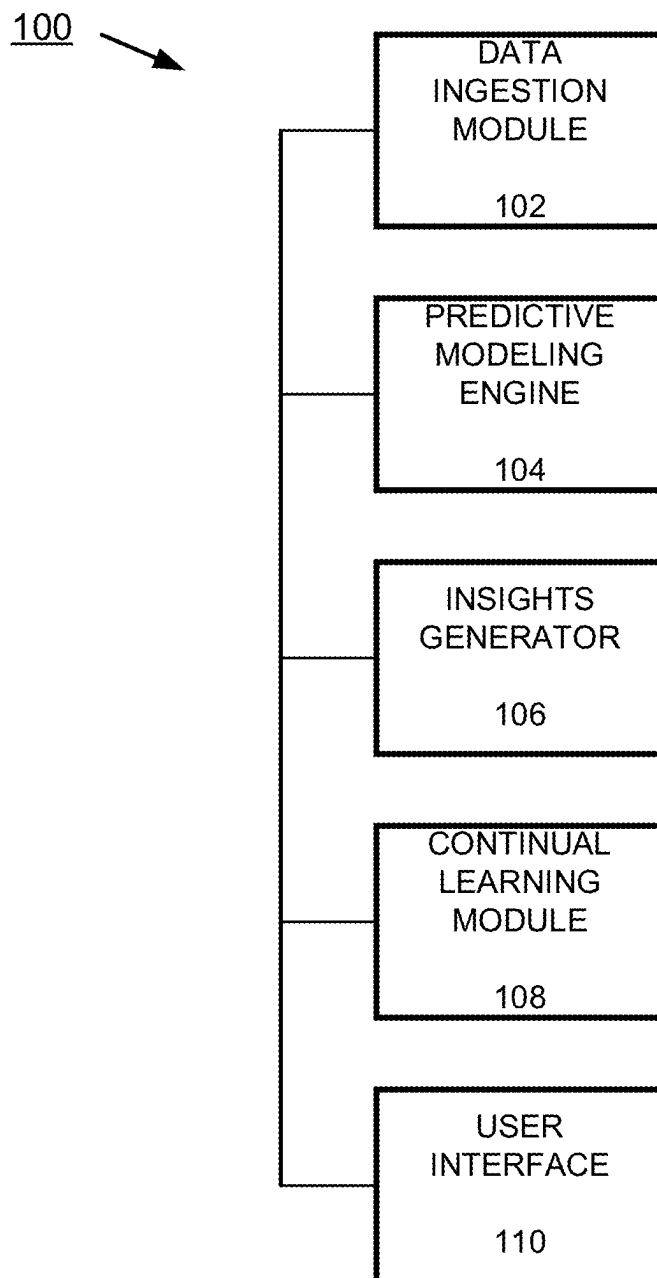 100
DATA
INGESTION
MODULE
102
PREDICTIVE
MODELING
ENGINE
104
INSIGHTS
GENERATOR
106
CONTINUAL
LEARNING
MODULE
108
USER
INTERFACE
110